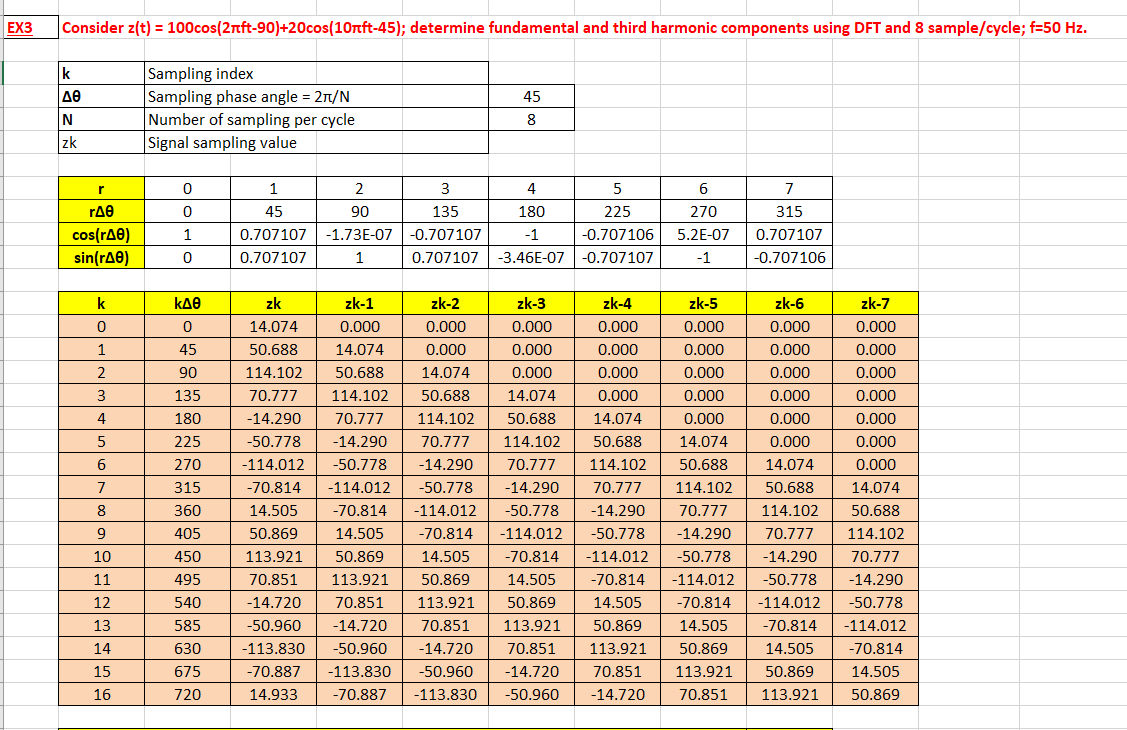 EX3 Consider z(t) = 100cos(2πft-90)+20cos(10πft-45); determine fundamental and third harmonic components using DFT and 8 sample/cycle; f=50 Hz.
k Sampling index
Δθ Sampling phase angle = 2π/N 45
N Number of sampling per cycle 8
zk Signal sampling value
r 0 1 2 3 4 5 6 7
rΔθ 0 45 90 135 180 225 270 315
cos(rΔθ) 1 0.707107 -1.73E-07 -0.707107 -1 -0.707106 5.2E-07 0.707107
sin(rΔθ) 0 0.707107 1 0.707107 -3.46E-07 -0.707107 -1 -0.707106
k kΔθ zk zk-1 zk-2 zk-3 zk-4 zk-5 zk-6 zk-7
0 0 14.074 0.000 0.000 0.000 0.000 0.000 0.000 0.000
1 45 50.688 14.074 0.000 0.000 0.000 0.000 0.000 0.000
2 90 114.102 50.688 14.074 0.000 0.000 0.000 0.000 0.000
3 135 70.777 114.102 50.688 14.074 0.000 0.000 0.000 0.000
4 180 -14.290 70.777 114.102 50.688 14.074 0.000 0.000 0.000
5 225 -50.778 -14.290 70.777 114.102 50.688 14.074 0.000 0.000
6 270 -114.012 -50.778 -14.290 70.777 114.102 50.688 14.074 0.000
7 315 -70.814 -114.012 -50.778 -14.290 70.777 114.102 50.688 14.074
8 360 14.505 -70.814 -114.012 -50.778 -14.290 70.777 114.102 50.688
9 405 50.869 14.505 -70.814 -114.012 -50.778 -14.290 70.777 114.102
10 450 113.921 50.869 14.505 -70.814 -114.012 -50.778 -14.290 70.777
11 495 70.851 113.921 50.869 14.505 -70.814 -114.012 -50.778 -14.290
12 540 -14.720 70.851 113.921 50.869 14.505 -70.814 -114.012 -50.778
13 585 -50.960 -14.720 70.851 113.921 50.869 14.505 -70.814 -114.012
14 630 -113.830 -50.960 -14.720 70.851 113.921 50.869 14.505 -70.814
15 675 -70.887 -113.830 -50.960 -14.720 70.851 113.921 50.869 14.505
16 720 14.933 -70.887 -113.830 -50.960 -14.720 70.851 113.921 50.869